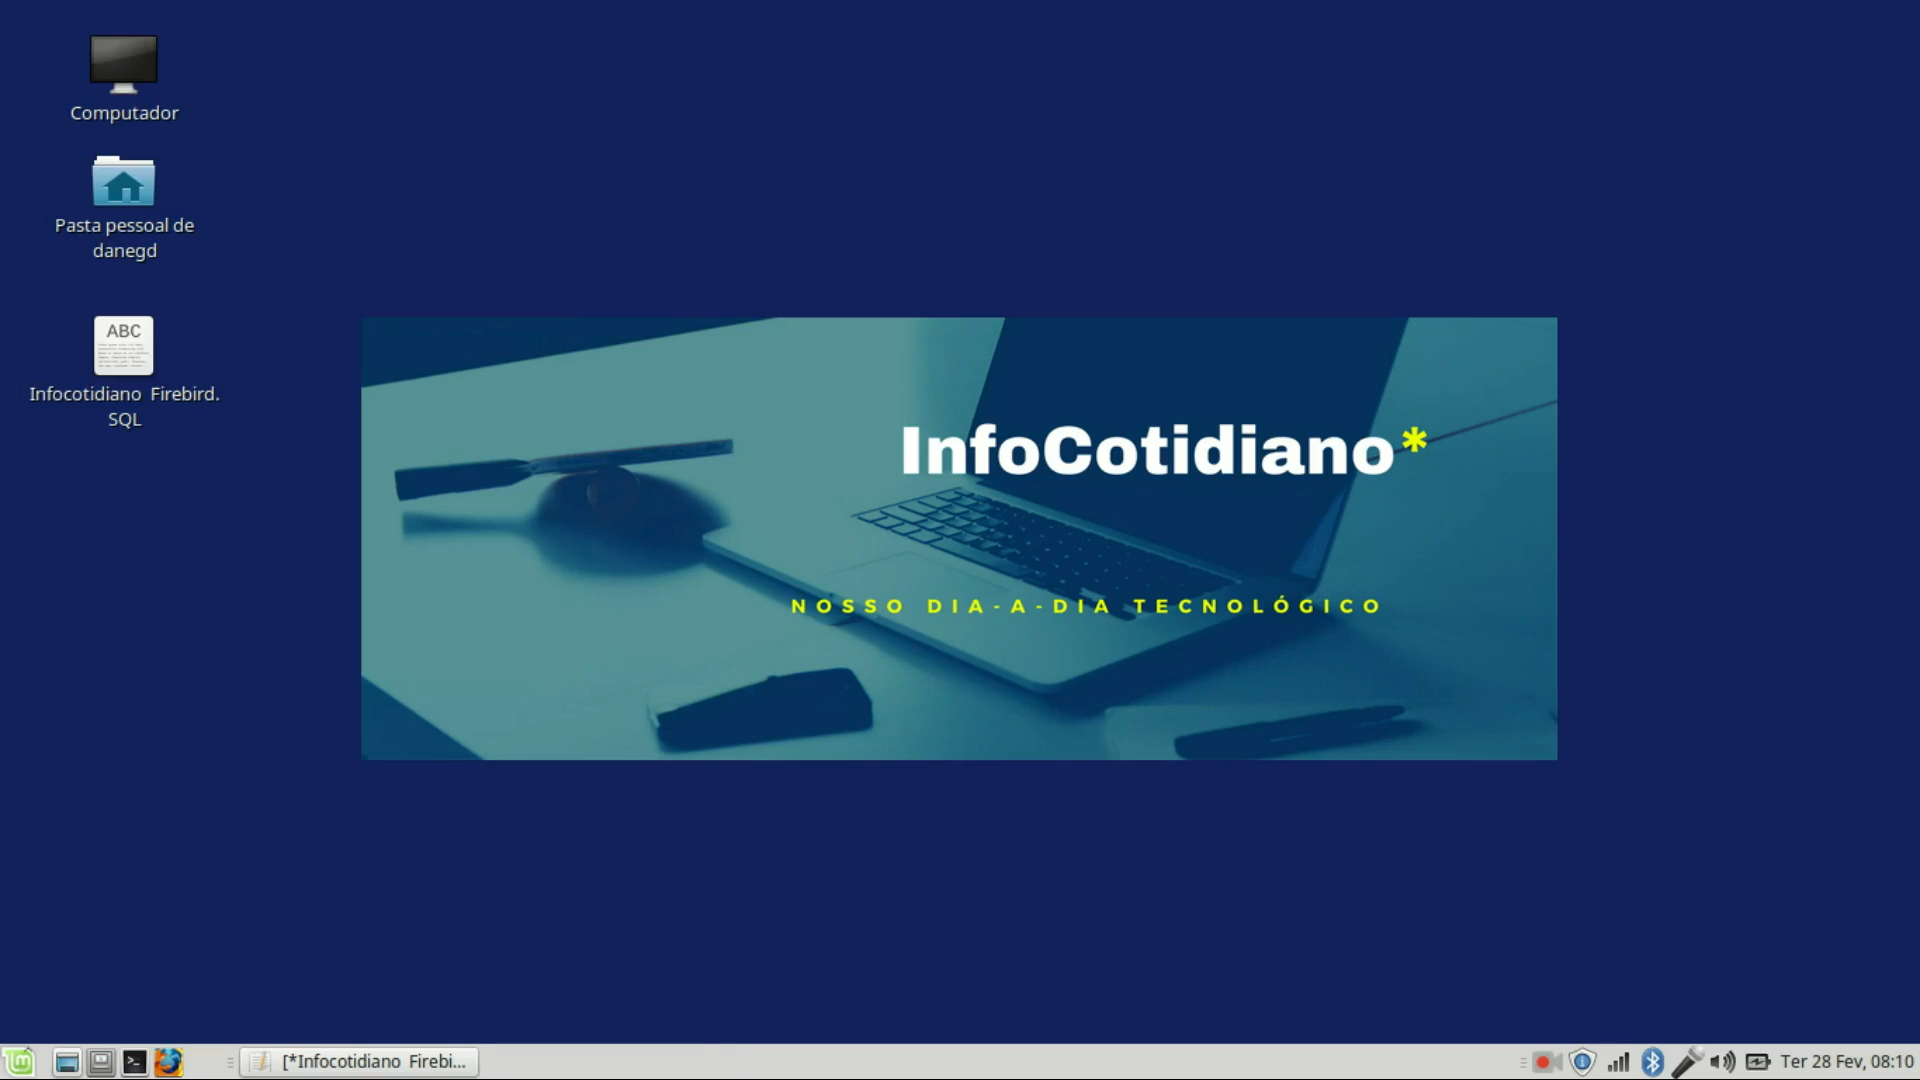 Computador
Pasta pessoal de
danegd
ABC
Infocotidiano Firebird.
SQL
InfoCotidiano*
NOSSO DIA-A-DIA TECNOLÓGICO
[*Infocotidiano Firebi...
Ter 28 Fev, 08:10